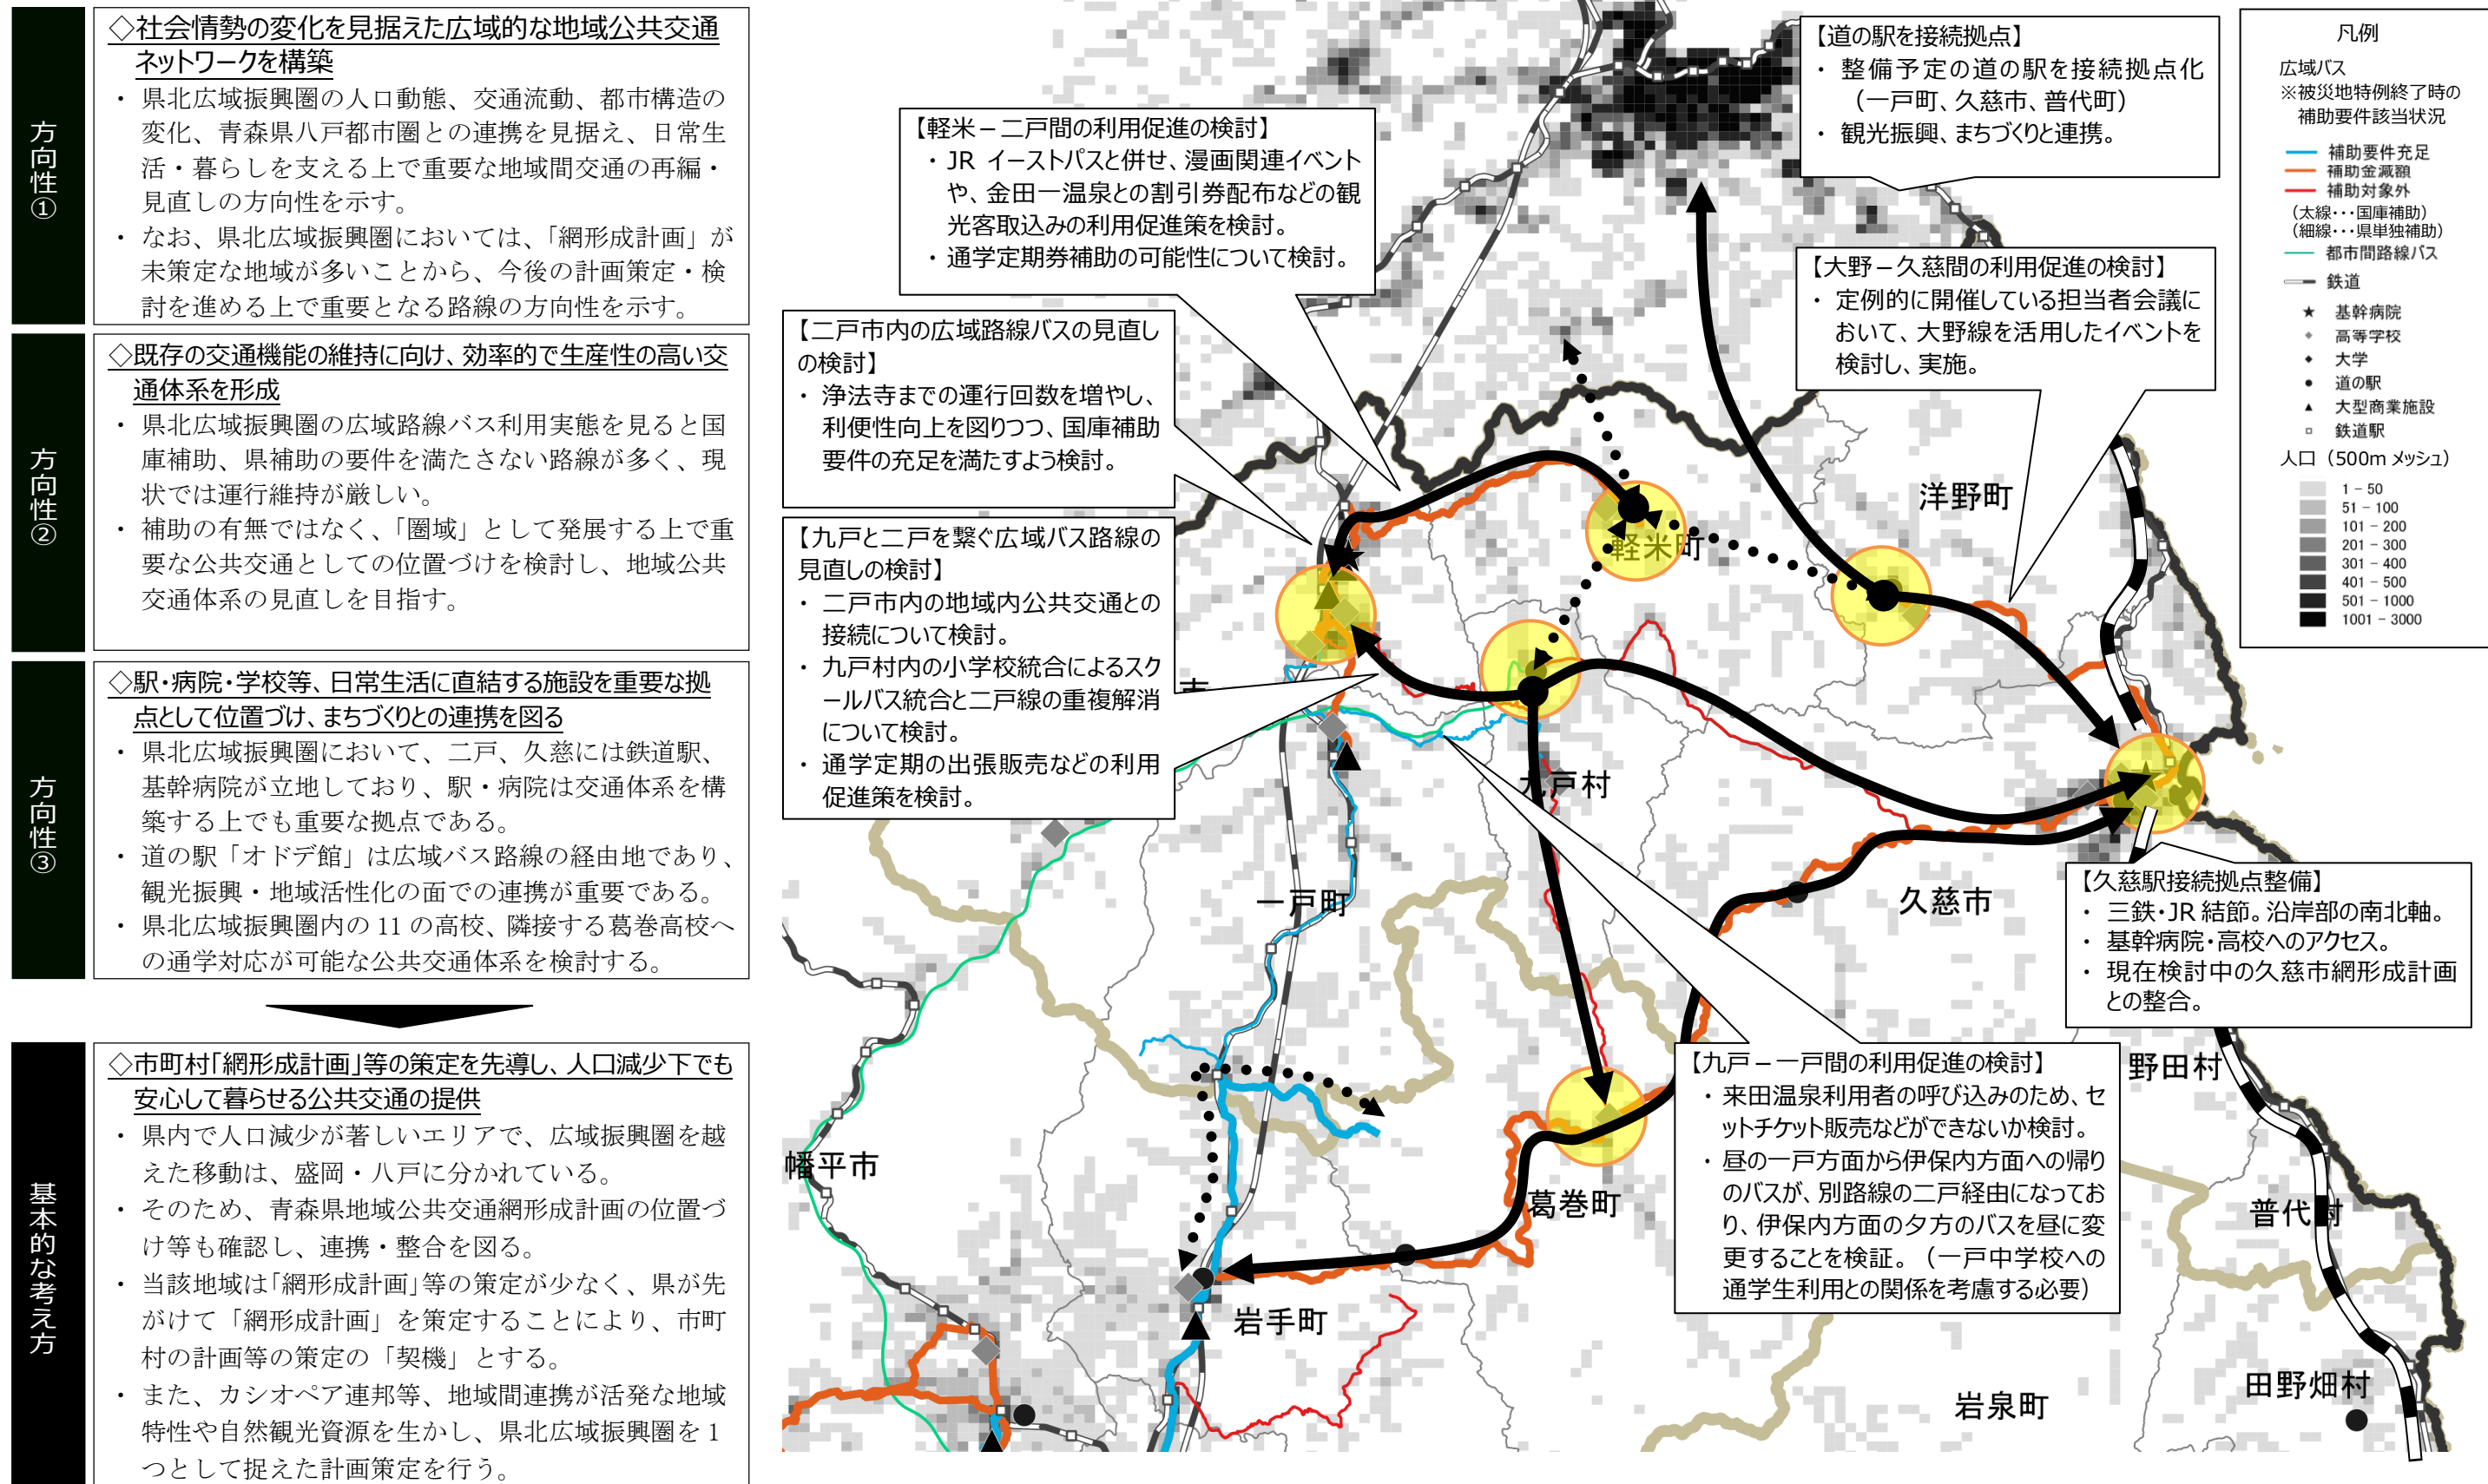 方向性①
◇社会情勢の変化を見据えた広域的な地域公共交通
ネットワークを構築
・ 県北広域振興圏の人口動態、交通流動、都市構造の
変化、青森県八戸都市圏との連携を見据え、日常生
活・暮らしを支える上で重要な地域間交通の再編・
見直しの方向性を示す。
・ なお、県北広域振興圏においては、「網形成計画」が
未策定な地域が多いことから、今後の計画策定・検
討を進める上で重要となる路線の方向性を示す。
方向性②
◇既存の交通機能の維持に向け、効率的で生産性の高い交
通体系を形成
・ 県北広域振興圏の広域路線バス利用実態を見ると国
庫補助、県補助の要件を満たさない路線が多く、現
状では運行維持が厳しい。
・ 補助の有無ではなく、「圏域」として発展する上で重
要な公共交通としての位置づけを検討し、地域公共
交通体系の見直しを目指す。
方向性③
◇駅・病院・学校等、日常生活に直結する施設を重要な拠
点として位置づけ、まちづくりとの連携を図る
・ 県北広域振興圏において、二戸、久慈には鉄道駅、
基幹病院が立地しており、駅・病院は交通体系を構
築する上でも重要な拠点である。
・ 道の駅「オドデ館」は広域バス路線の経由地であり、
観光振興・地域活性化の面での連携が重要である。
・ 県北広域振興圏内の 11 の高校、隣接する葛巻高校へ
の通学対応が可能な公共交通体系を検討する。
基本的な考え方
◇市町村「網形成計画」等の策定を先導し、人口減少下でも
安心して暮らせる公共交通の提供
・ 県内で人口減少が著しいエリアで、広域振興圏を越
えた移動は、盛岡・八戸に分かれている。
・ そのため、青森県地域公共交通網形成計画の位置づ
け等も確認し、連携・整合を図る。
・ 当該地域は「網形成計画」等の策定が少なく、県が先
がけて「網形成計画」を策定することにより、市町
村の計画等の策定の「契機」とする。
・ また、カシオペア連邦等、地域間連携が活発な地域
特性や自然観光資源を生かし、県北広域振興圏を 1
つとして捉えた計画策定を行う。
【軽米－二戸間の利用促進の検討】
・ JR イーストパスと併せ、漫画関連イベント
や、金田一温泉との割引券配布などの観
光客取込みの利用促進策を検討。
・ 通学定期券補助の可能性について検討。
【二戸市内の広域路線バスの見直し
の検討】
・ 浄法寺までの運行回数を増やし、
利便性向上を図りつつ、国庫補助
要件の充足を満たすよう検討。
【九戸と二戸を繋ぐ広域バス路線の
見直しの検討】
・ 二戸市内の地域内公共交通との
接続について検討。
・ 九戸村内の小学校統合によるスク
ールバス統合と二戸線の重複解消
について検討。
・ 通学定期の出張販売などの利用
促進策を検討。
【道の駅を接続拠点】
・ 整備予定の道の駅を接続拠点化
（一戸町、久慈市、普代町）
・ 観光振興、まちづくりと連携。
【大野－久慈間の利用促進の検討】
・ 定例的に開催している担当者会議に
おいて、大野線を活用したイベントを
検討し、実施。
【久慈駅接続拠点整備】
・ 三鉄・JR 結節。沿岸部の南北軸。
・ 基幹病院・高校へのアクセス。
・ 現在検討中の久慈市網形成計画
との整合。
【九戸－一戸間の利用促進の検討】
・ 来田温泉利用者の呼び込みのため、セ
ットチケット販売などができないか検討。
・ 昼の一戸方面から伊保内方面への帰り
のバスが、別路線の二戸経由になってお
り、伊保内方面の夕方のバスを昼に変
更することを検証。（一戸中学校への
通学生利用との関係を考慮する必要）
洋野町
軽米町
市
九戸村
一戸町
久慈市
野田村
普代村
田野畑村
岩泉町
葛巻町
岩手町
幡平市
凡例
広域バス
※被災地特例終了時の
補助要件該当状況
補助要件充足
補助金減額
補助対象外
（太線・・・国庫補助）
（細線・・・県単独補助）
都市間路線バス
鉄道
基幹病院
高等学校
大学
道の駅
大型商業施設
鉄道駅
人口（500m メッシュ）
1 - 50
51 - 100
101 - 200
201 - 300
301 - 400
401 - 500
501 - 1000
1001 - 3000